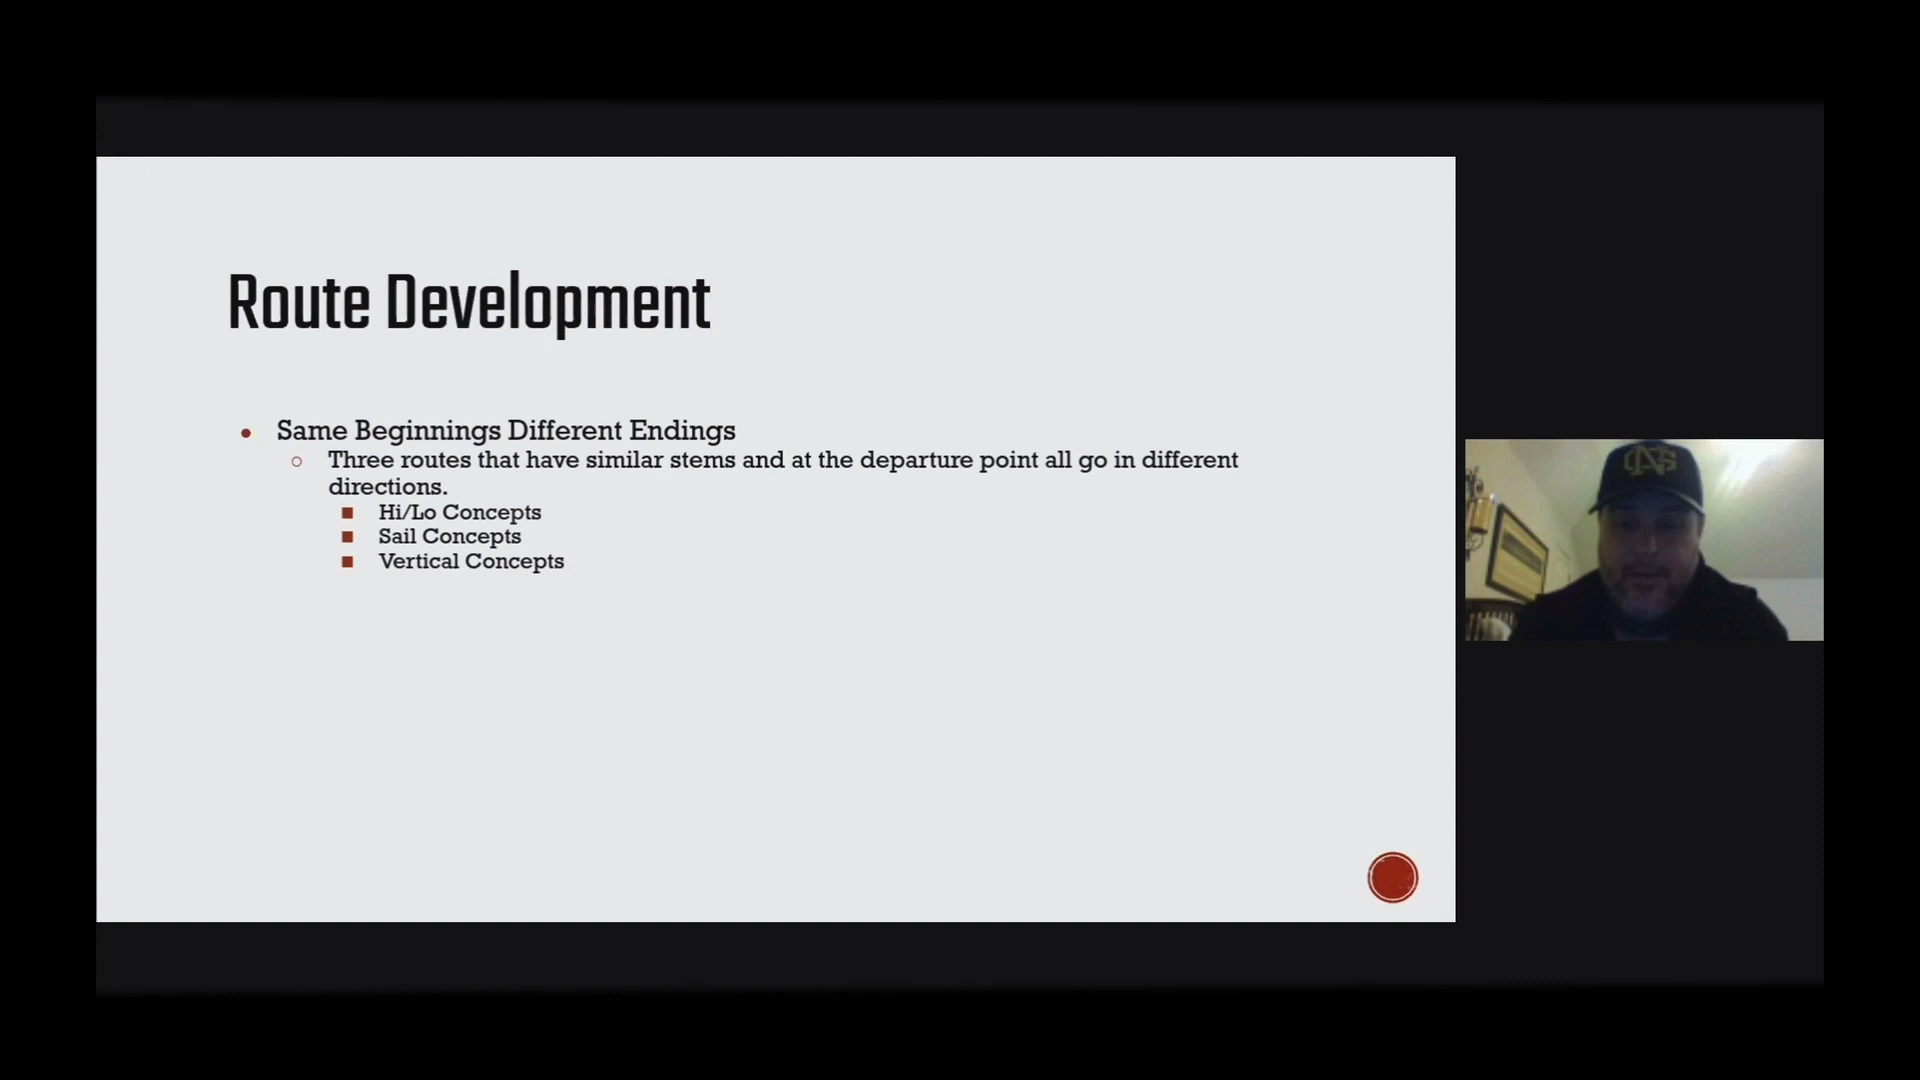 Route Development
Same Beginnings Different Endings
Three routes that have similar stems and at the departure point all go in different
directions.
Hi/Lo Concepts
Sail Concepts
Vertical Concepts